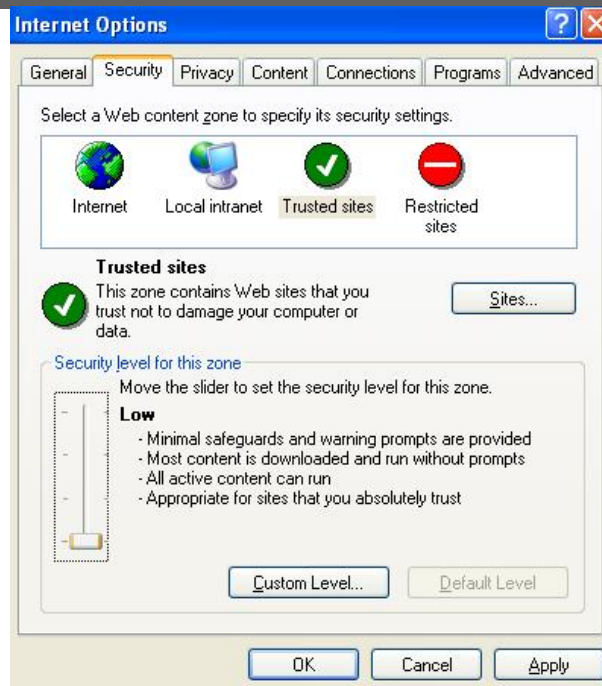 Internet Options
General Security Privacy Content Connections Programs Advanced
Select a Web content zone to specify its security settings.
Internet Local intranet Trusted sites Restricted
sites
Trusted sites
This zone contains Web sites that you
trust not to damage your computer or
data.
Sites...
Security level for this zone
Move the slider to set the security level for this zone.
Low
- Minimal safeguards and warning prompts are provided
- Most content is downloaded and run without prompts
- All active content can run
- Appropriate for sites that you absolutely trust
Custom Level... Default Level
OK Cancel Apply